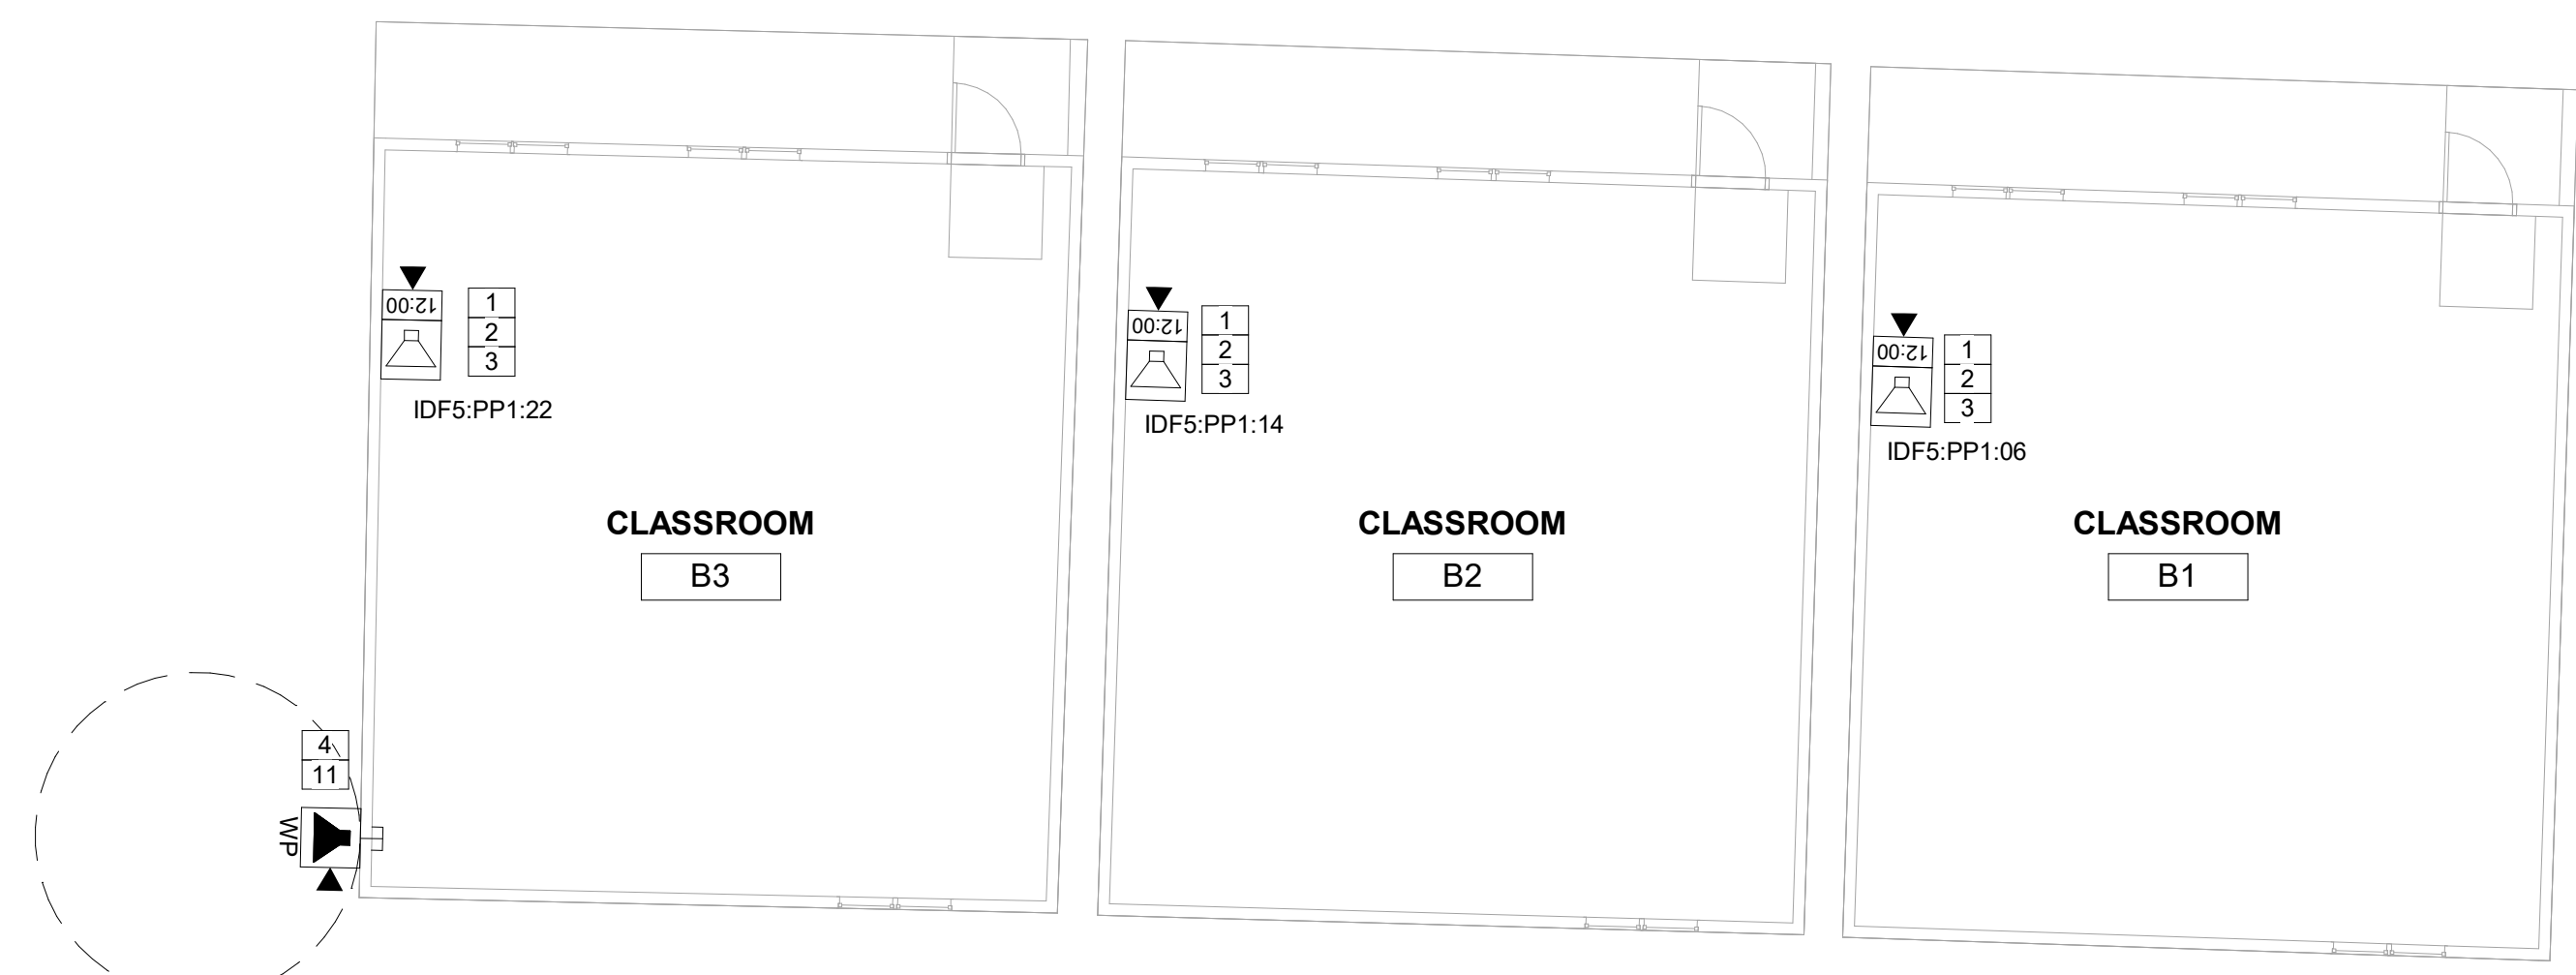 12:00
1
2
3
IDF5:PP1:22
CLASSROOM
B3
12:00
1
2
3
IDF5:PP1:14
CLASSROOM
B2
12:00
1
2
3
IDF5:PP1:06
CLASSROOM
B1
4
11
WP